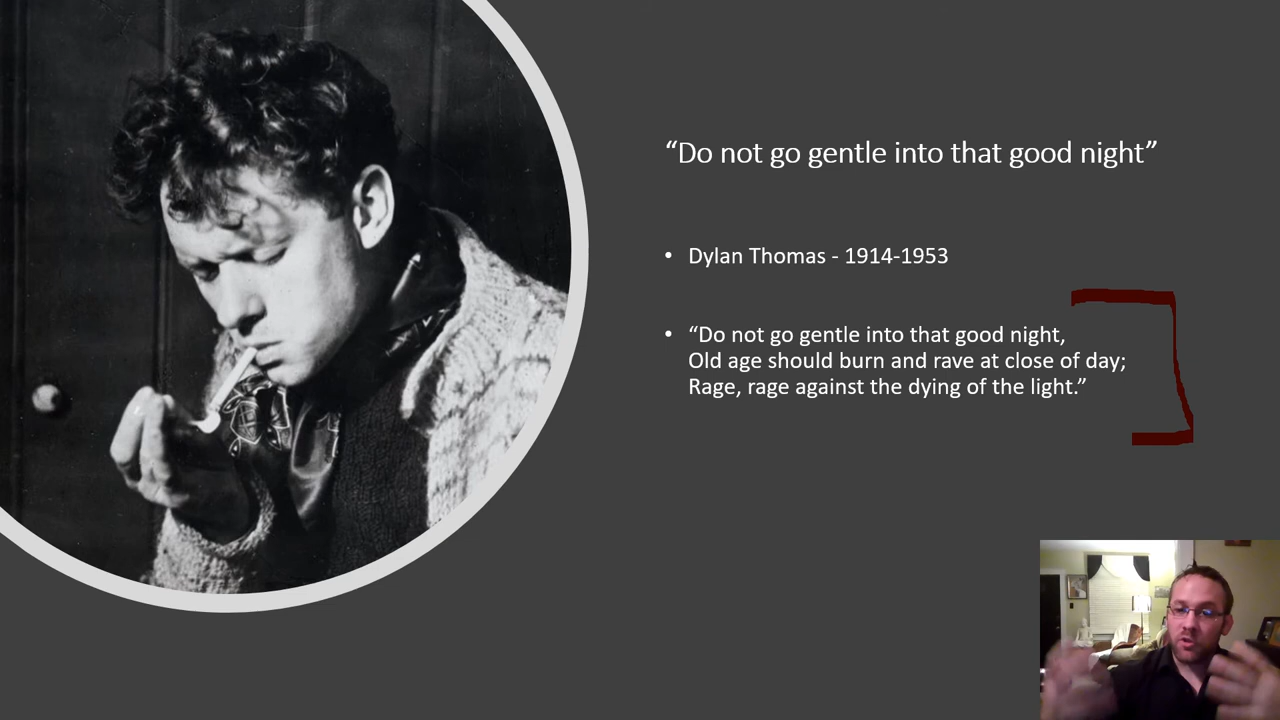 “Do not go gentle into that good night”
• Dylan Thomas - 1914-1953
• “Do not go gentle into that good night,
Old age should burn and rave at close of day;
Rage, rage against the dying of the light.”